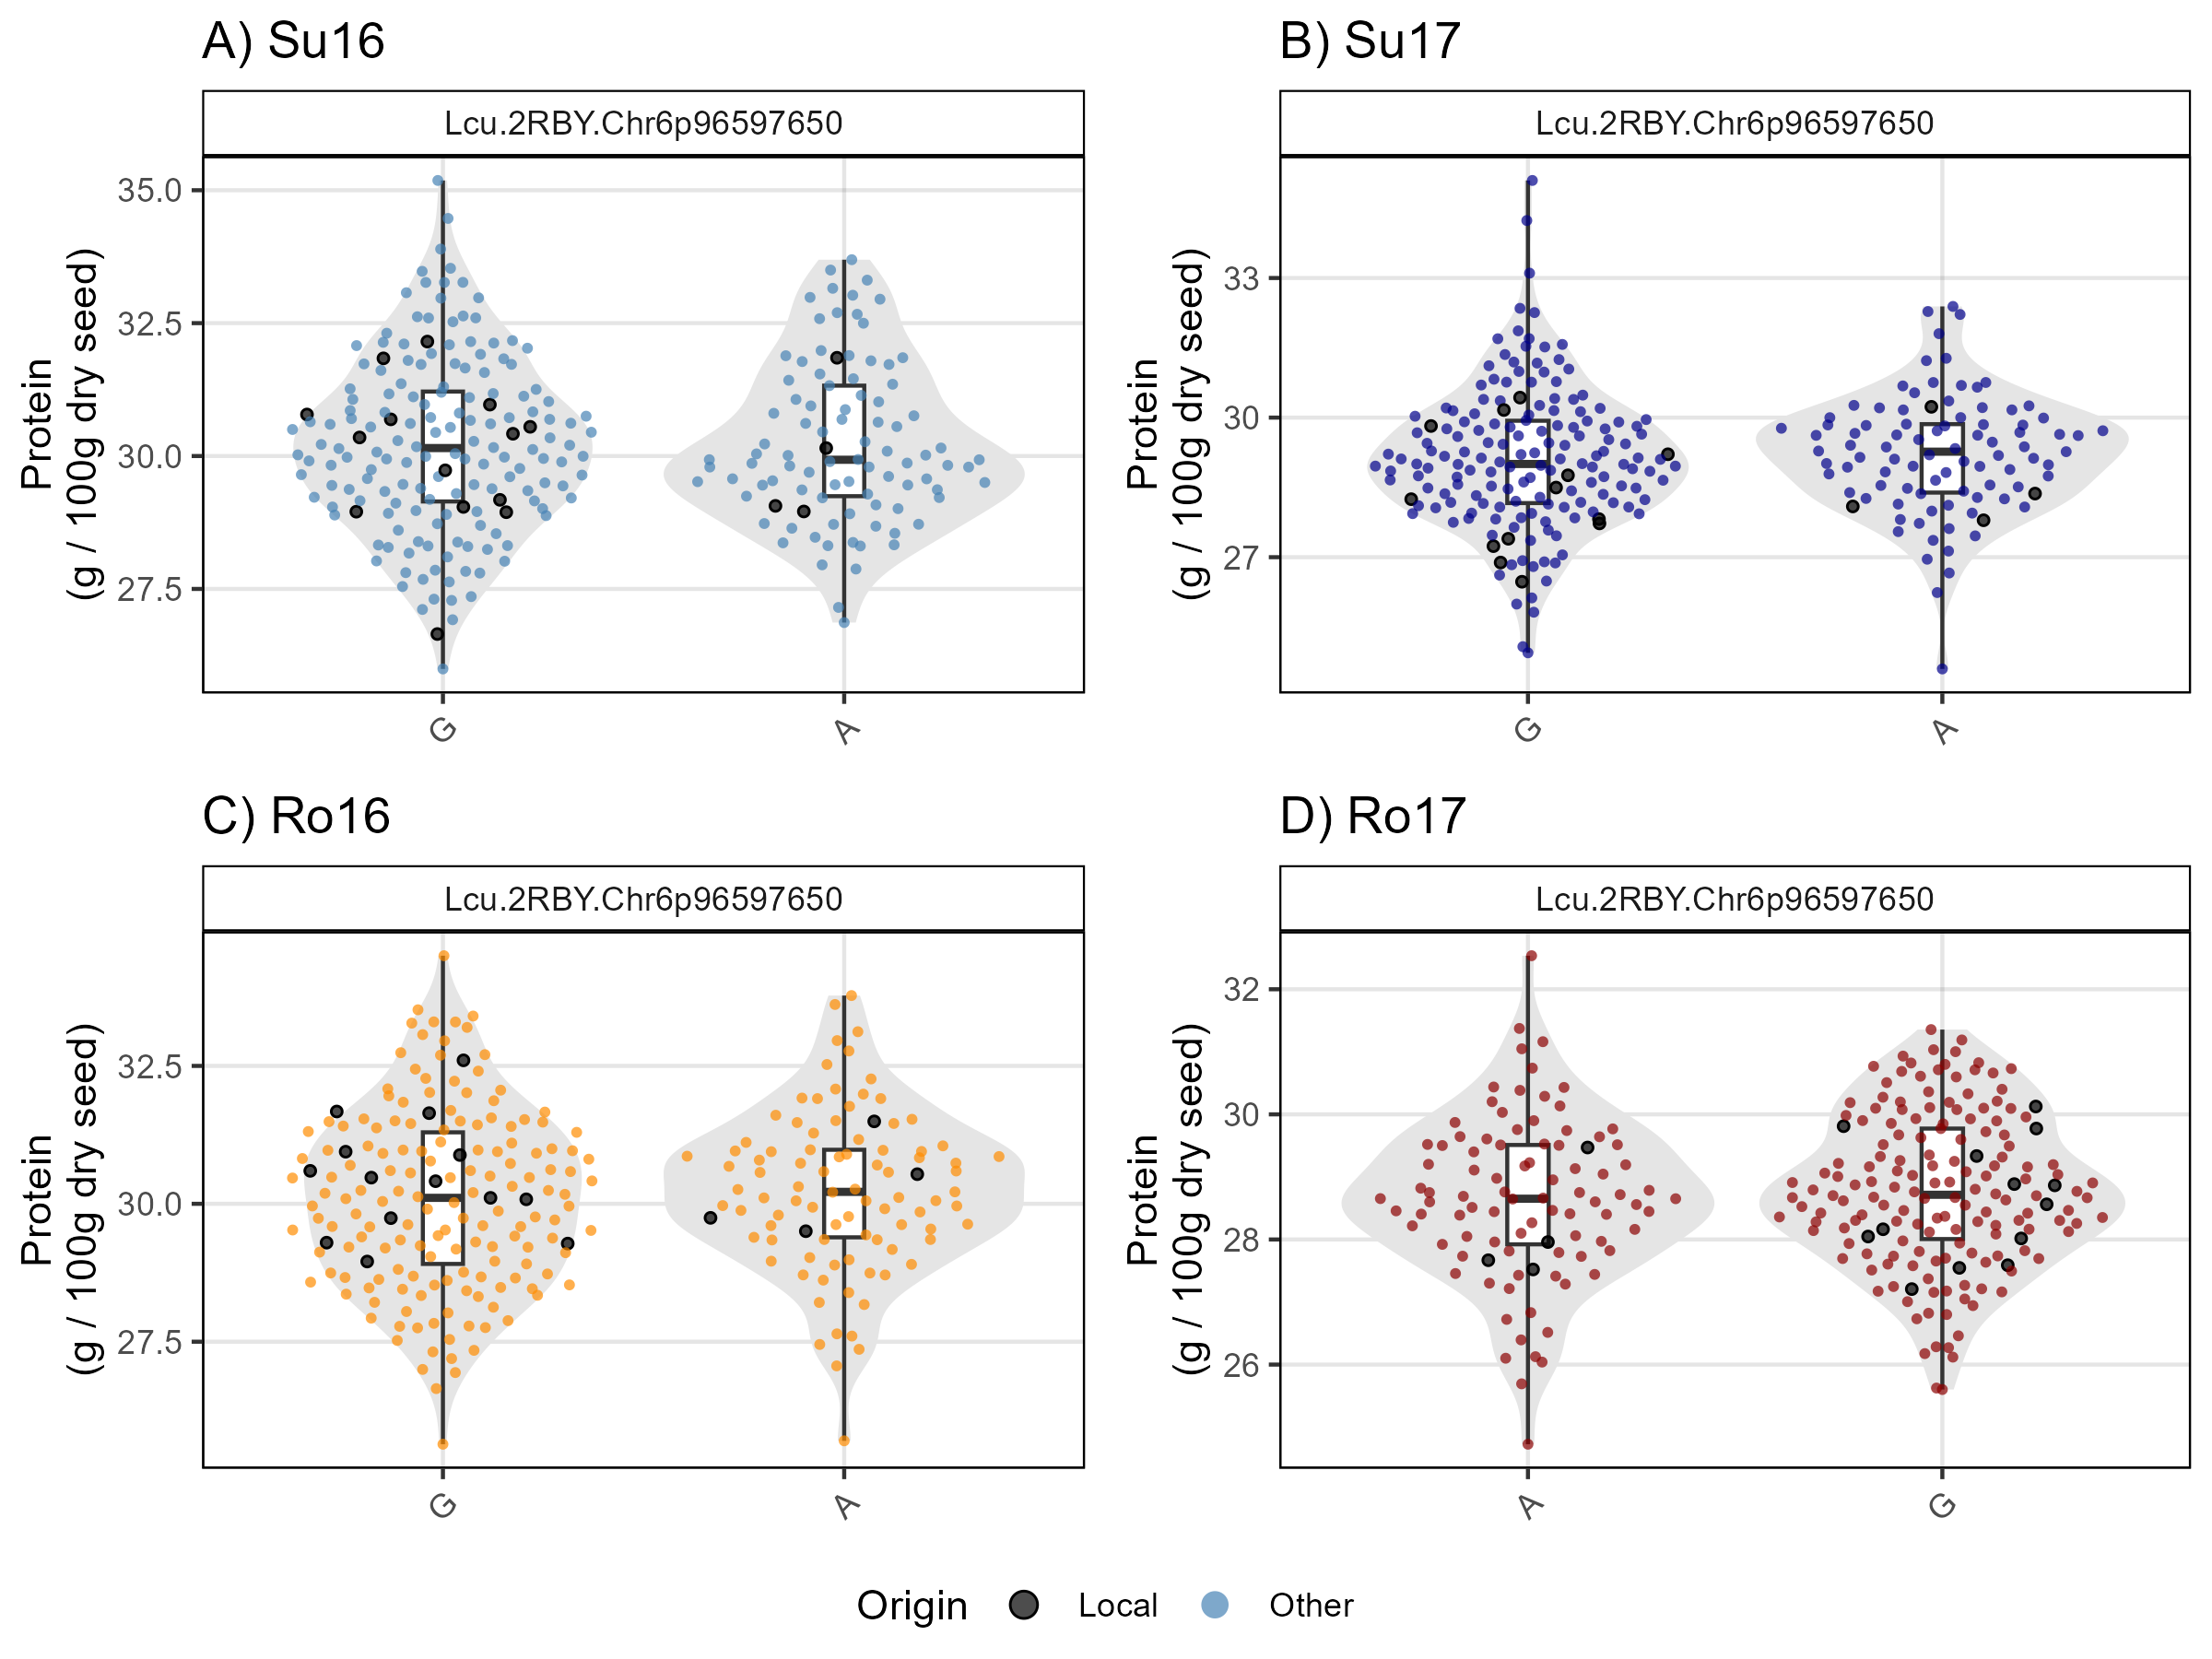 A) Su16
Lcu.2RBY.Chr6p96597650
Protein
(g / 100g dry seed)
35.0
32.5
30.0
27.5
G
A
B) Su17
Lcu.2RBY.Chr6p96597650
Protein
(g / 100g dry seed)
33
30
27
G
A
C) Ro16
Lcu.2RBY.Chr6p96597650
Protein
(g / 100g dry seed)
32.5
30.0
27.5
G
A
D) Ro17
Lcu.2RBY.Chr6p96597650
Protein
(g / 100g dry seed)
32
30
28
26
A
G
Origin Local Other